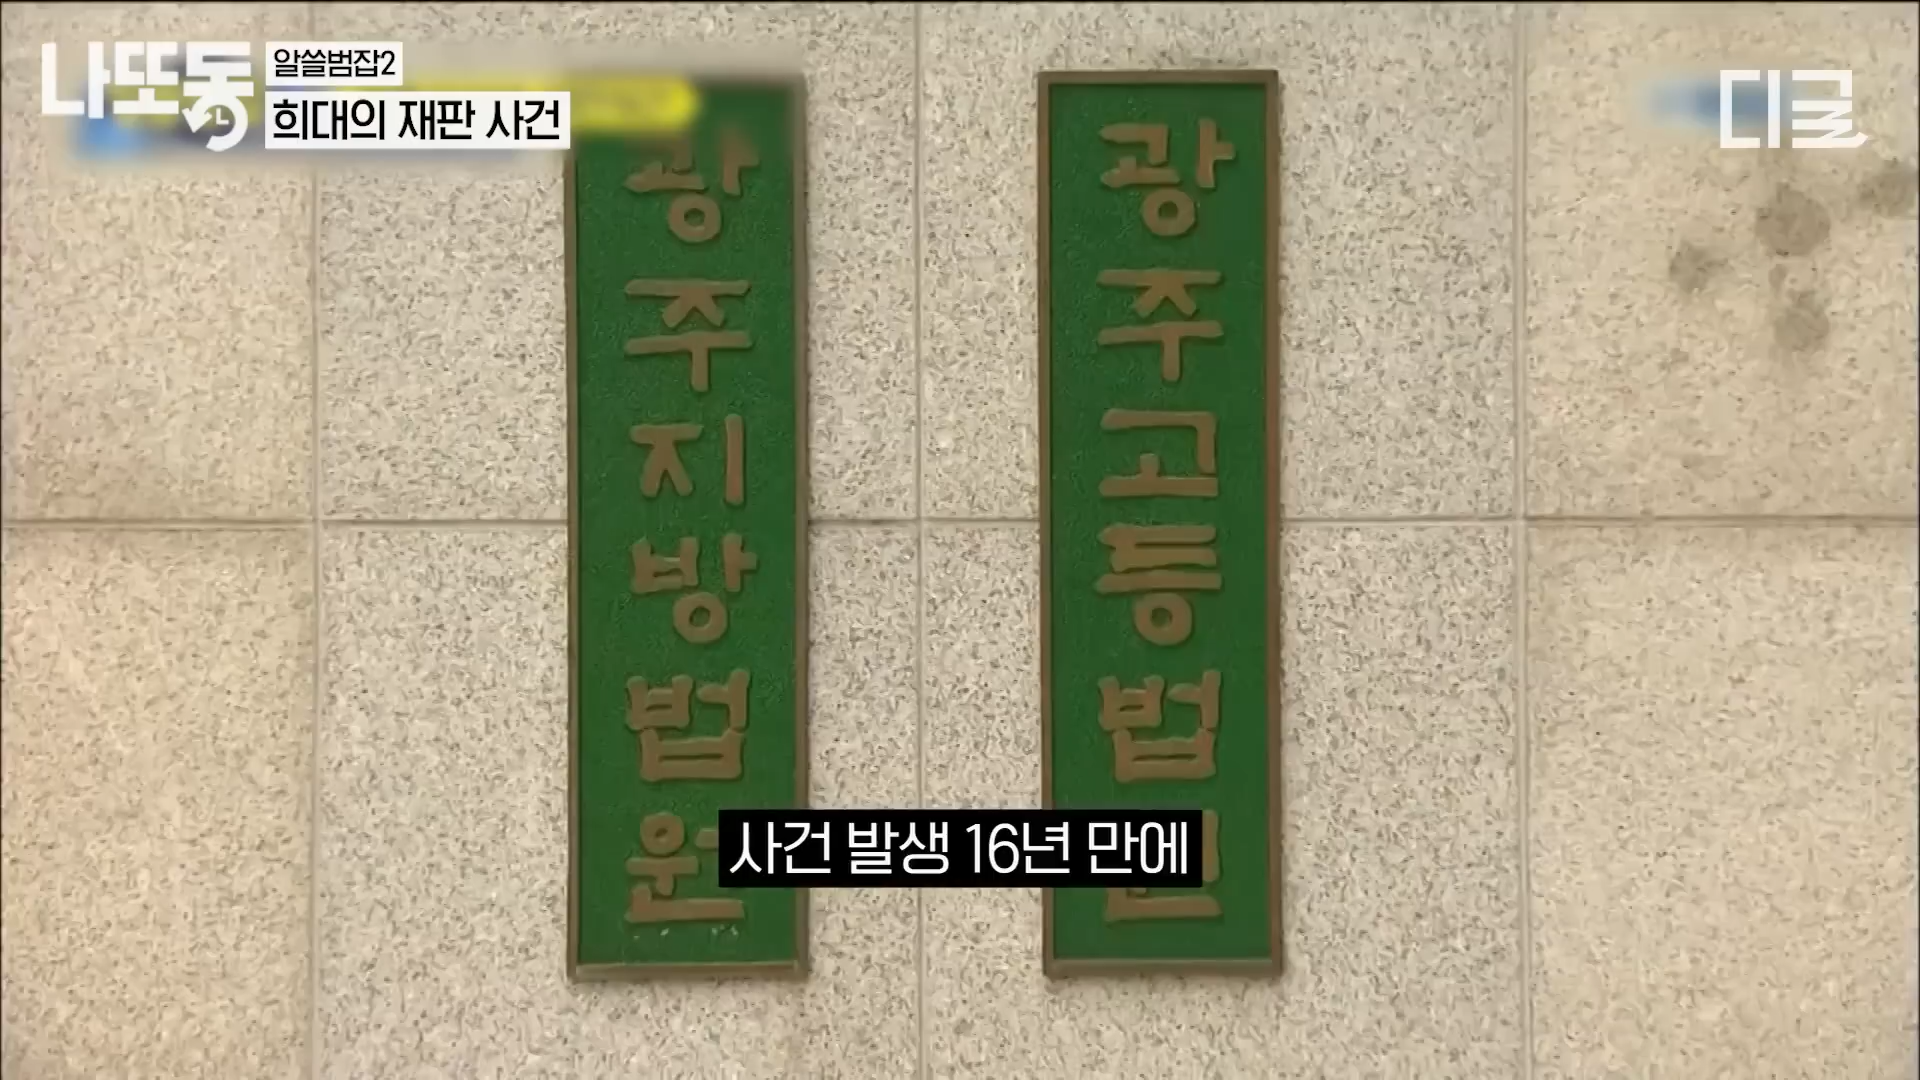 나또동
알쓸범잡2
희대의 재판 사건
디글
광주지방법원
광주고등법원
사건 발생 16년 만에